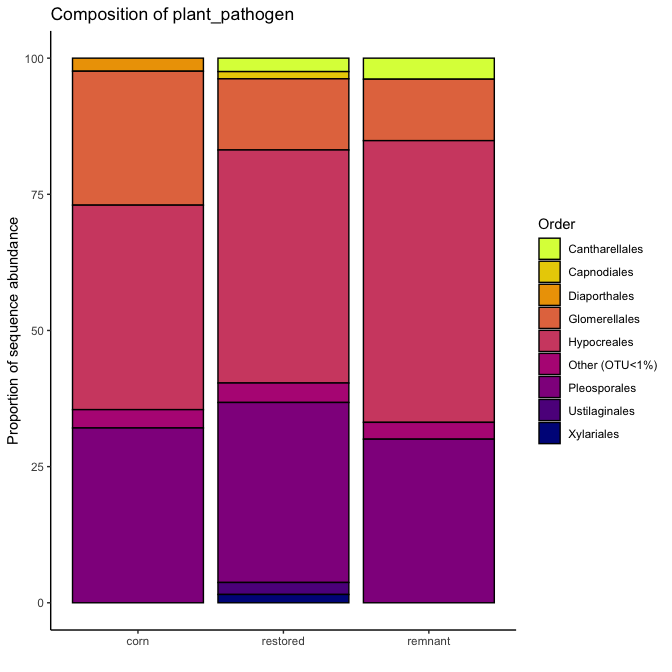 Composition of plant_pathogen
Proportion of sequence abundance
100
75
50
25
0
corn
restored
remnant
Order
Cantharellales
Capnodiales
Diaporthales
Glomerellales
Hypocreales
Other (OTU<1%)
Pleosporales
Ustilaginales
Xylariales